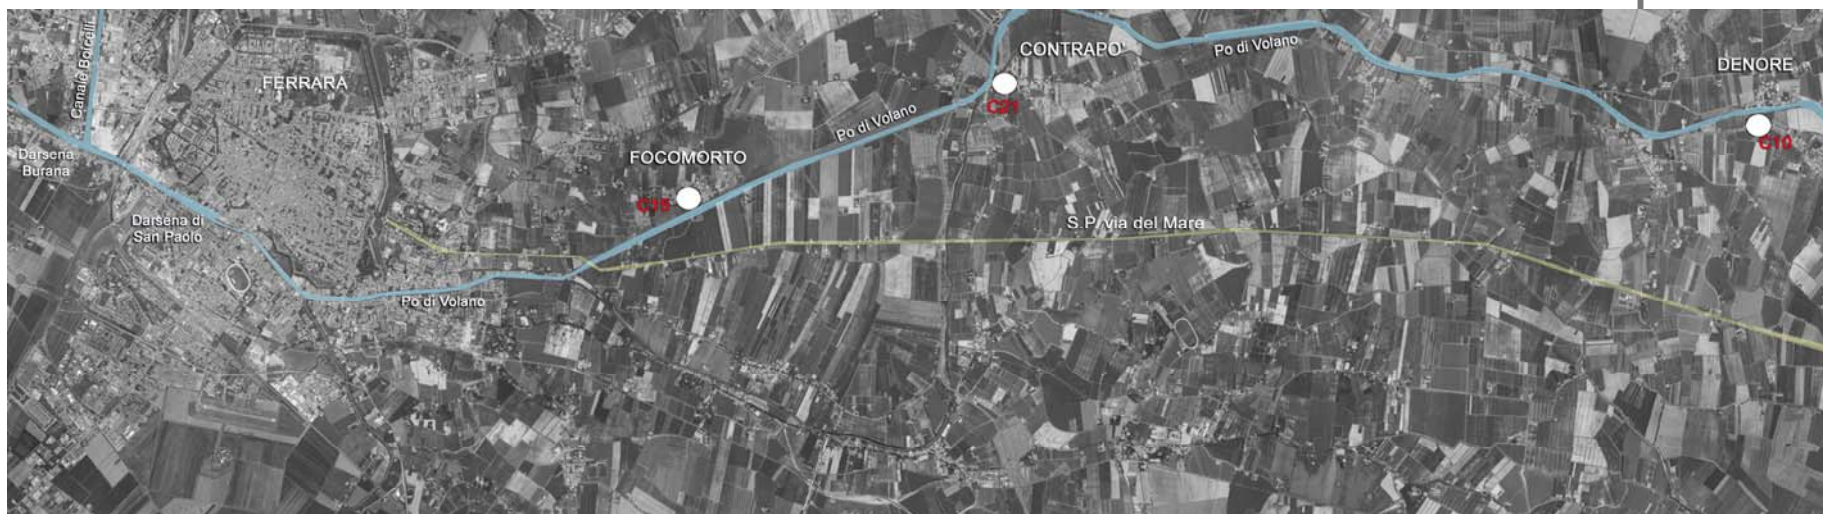 Canale Boicelli
FERRARA
CONTRAPO'
Po di Volano
DENORE
C21
Po di Volano
C10
Darsena
Burana
FOCOMORTO
C15
Darsena di
San Paolo
S.P. via del Mare
Po di Volano